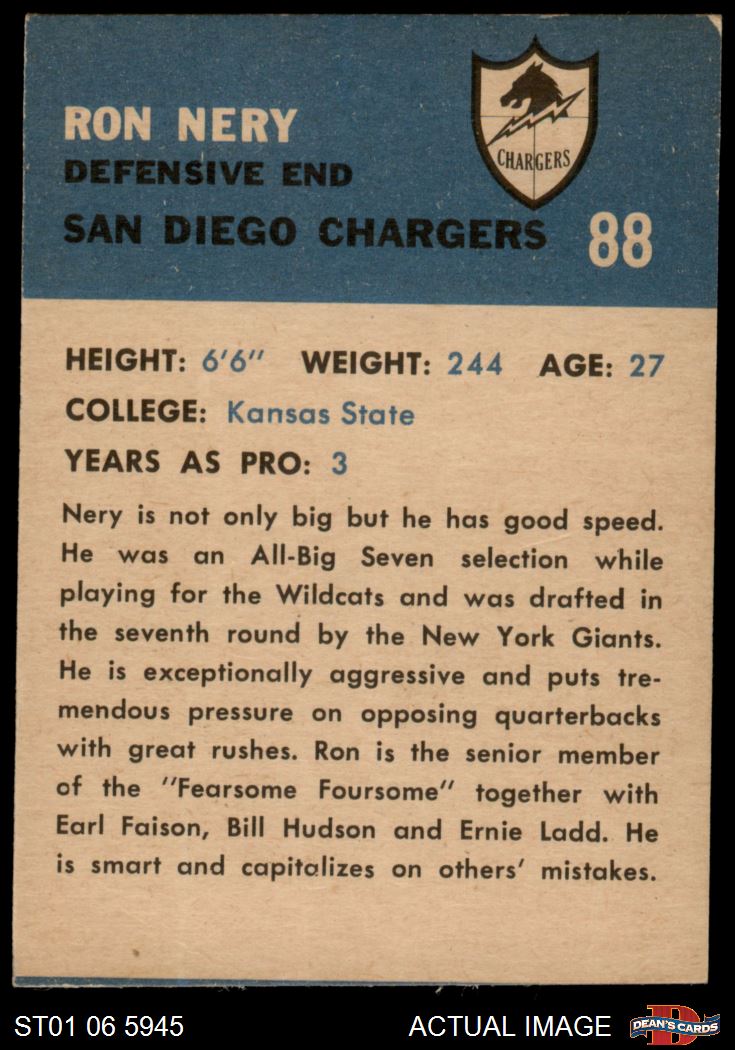 RON NERY
DEFENSIVE END
CHARGERS
SAN DIEGO CHARGERS 88
HEIGHT: 6'6" WEIGHT: 244 AGE: 27
COLLEGE: Kansas State
YEARS AS PRO: 3
Nery is not only big but he has good speed.
He was an All-Big Seven selection while
playing for the Wildcats and was drafted in
the seventh round by the New York Giants.
He is exceptionally aggressive and puts tre-
mendous pressure on opposing quarterbacks
with great rushes. Ron is the senior member
of the "Fearsome Foursome" together with
Earl Faison, Bill Hudson and Ernie Ladd. He
is smart and capitalizes on others' mistakes.
ST01 06 5945 ACTUAL IMAGE D DEAN'S CARDS